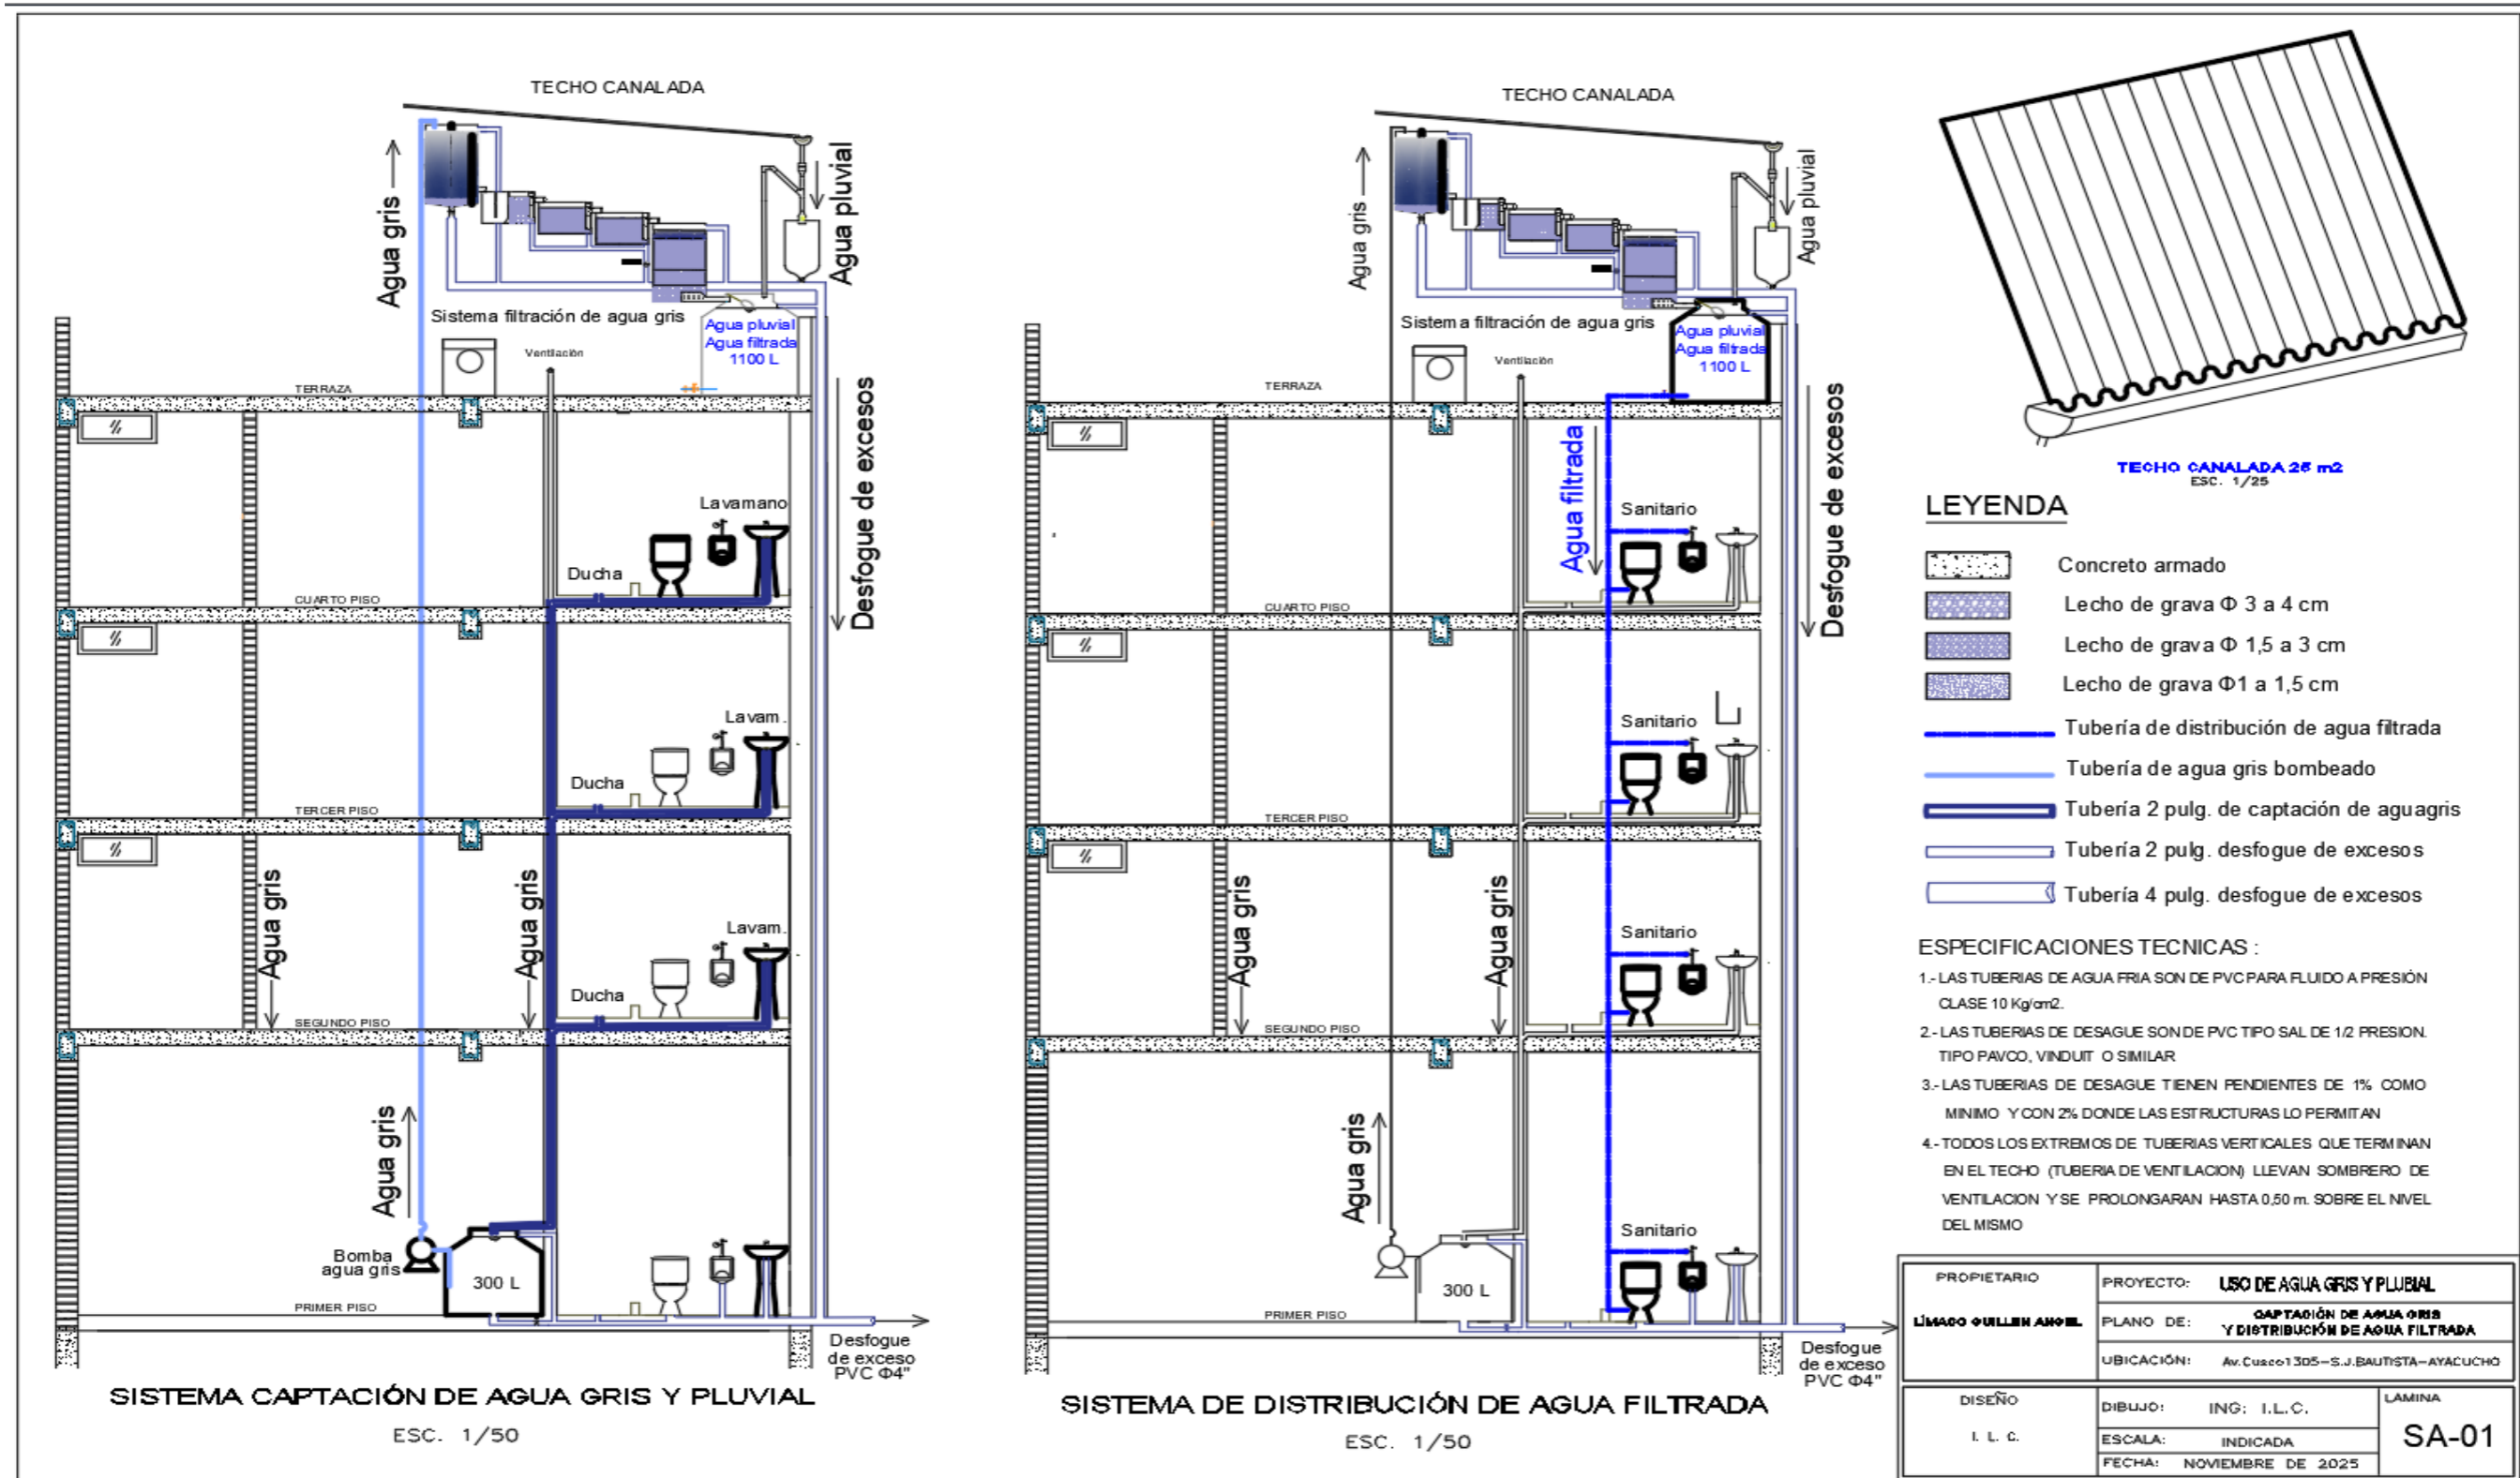 TECHO CANALADA
Agua gris
Agua pluvial
Sistema filtración de agua gris
Agua pluvial
Agua filtrada
1100 L
Ventilación
TERRAZA
Desfogue de excesos
Lavamano
Ducha
CUARTO PISO
Lavam.
Ducha
TERCER PISO
Agua gris
Agua gris
Lavam.
Ducha
SEGUNDO PISO
Agua gris
Bomba
agua gris
300 L
PRIMER PISO
Desfogue
de exceso
PVC Φ4"
SISTEMA CAPTACIÓN DE AGUA GRIS Y PLUVIAL
ESC. 1/50
TECHO CANALADA
Agua gris
Agua pluvial
Sistema filtración de agua gris
Agua pluvial
Agua filtrada
1100 L
Ventilación
TERRAZA
Agua filtrada
Desfogue de excesos
Sanitario
CUARTO PISO
Sanitario
TERCER PISO
Agua gris
Agua gris
Sanitario
SEGUNDO PISO
Agua gris
Sanitario
300 L
PRIMER PISO
Desfogue
de exceso
PVC Φ4"
SISTEMA DE DISTRIBUCIÓN DE AGUA FILTRADA
ESC. 1/50
TECHO CANALADA 25 m2
ESC. 1/25
LEYENDA
Concreto armado
Lecho de grava Φ 3 a 4 cm
Lecho de grava Φ 1,5 a 3 cm
Lecho de grava Φ1 a 1,5 cm
Tubería de distribución de agua filtrada
Tubería de agua gris bombeado
Tubería 2 pulg. de captación de aguagris
Tubería 2 pulg. desfogue de excesos
Tubería 4 pulg. desfogue de excesos
ESPECIFICACIONES TECNICAS :
1.- LAS TUBERIAS DE AGUA FRIA SON DE PVC PARA FLUIDO A PRESIÓN
CLASE 10 Kg/cm2.
2.- LAS TUBERIAS DE DESAGUE SON DE PVC TIPO SAL DE 1/2 PRESION.
TIPO PAVCO, VINDUIT O SIMILAR
3.- LAS TUBERIAS DE DESAGUE TIENEN PENDIENTES DE 1% COMO
MINIMO Y CON 2% DONDE LAS ESTRUCTURAS LO PERMITAN
4.- TODOS LOS EXTREMOS DE TUBERIAS VERTICALES QUE TERMINAN
EN EL TECHO (TUBERIA DE VENTILACION) LLEVAN SOMBRERO DE
VENTILACION Y SE PROLONGARAN HASTA 0,50 m. SOBRE EL NIVEL
DEL MISMO
PROPIETARIO
LÍMACO GUILLEN ANGEL
PROYECTO: USO DE AGUA GRIS Y PLUBIAL
PLANO DE: CAPTACIÓN DE AGUA GRIS
Y DISTRIBUCIÓN DE AGUA FILTRADA
UBICACIÓN: Av. Cusco1305-S.J.BAUTISTA-AYACUCHO
DISEÑO
I. L. C.
DIBUJO: ING: I.L.C.
ESCALA: INDICADA
FECHA: NOVIEMBRE DE 2025
LAMINA
SA-01